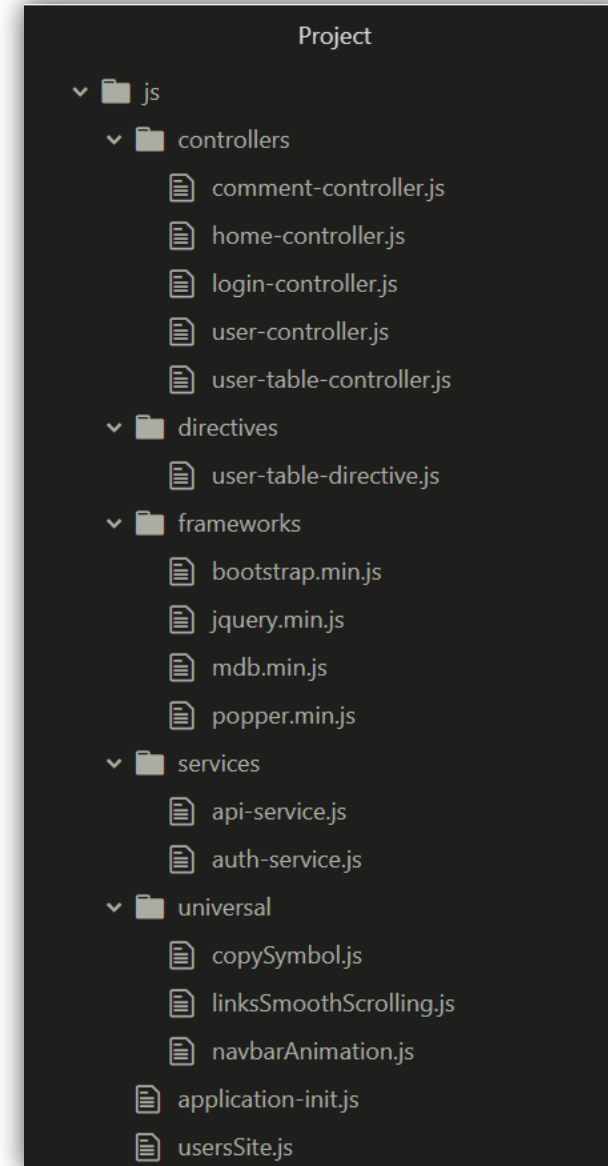 Project
js
controllers
comment-controller.js
home-controller.js
login-controller.js
user-controller.js
user-table-controller.js
directives
user-table-directive.js
frameworks
bootstrap.min.js
jquery.min.js
mdb.min.js
popper.min.js
services
api-service.js
auth-service.js
universal
copySymbol.js
linksSmoothScrolling.js
navbarAnimation.js
application-init.js
usersSite.js